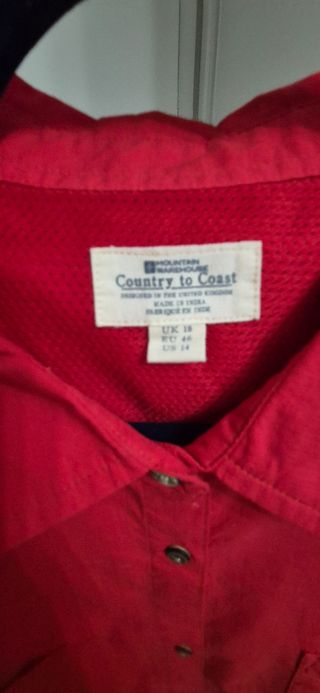 MOUNTAIN
WAREHOUSE
Country to Coast
DESIGNED IN THE UNITED KINGDOM
MADE IN INDIA
FABRIQUE EN INDE
UK 18
EU 46
US 14